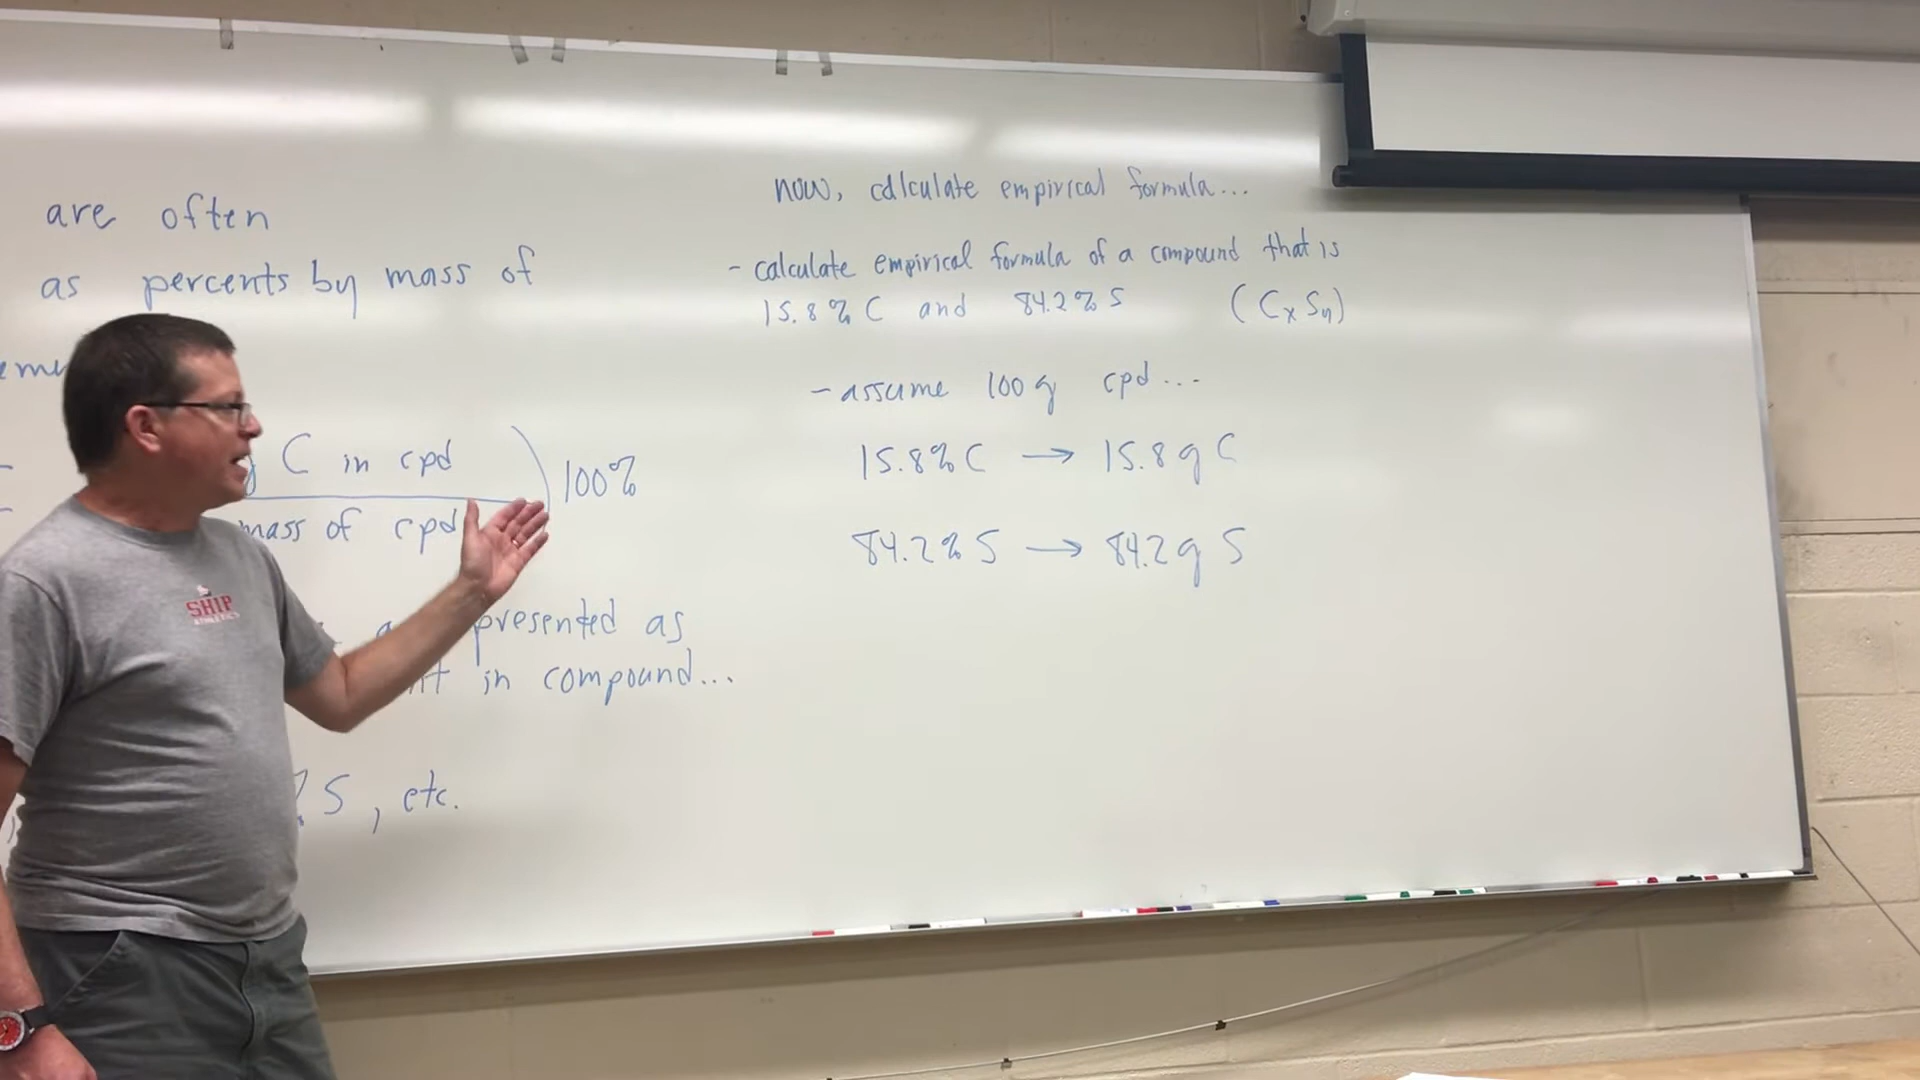 are often
as percents by mass of
C in cpd
mass of cpd
100%
presented as
in compound...
S, etc.
now, calculate empirical formula...
- calculate empirical formula of a compound that is
15.8% C and 84.2% S (CxSy)
- assume 100 g cpd...
15.8% C → 15.8 g C
84.2% S → 84.2 g S
SHIP